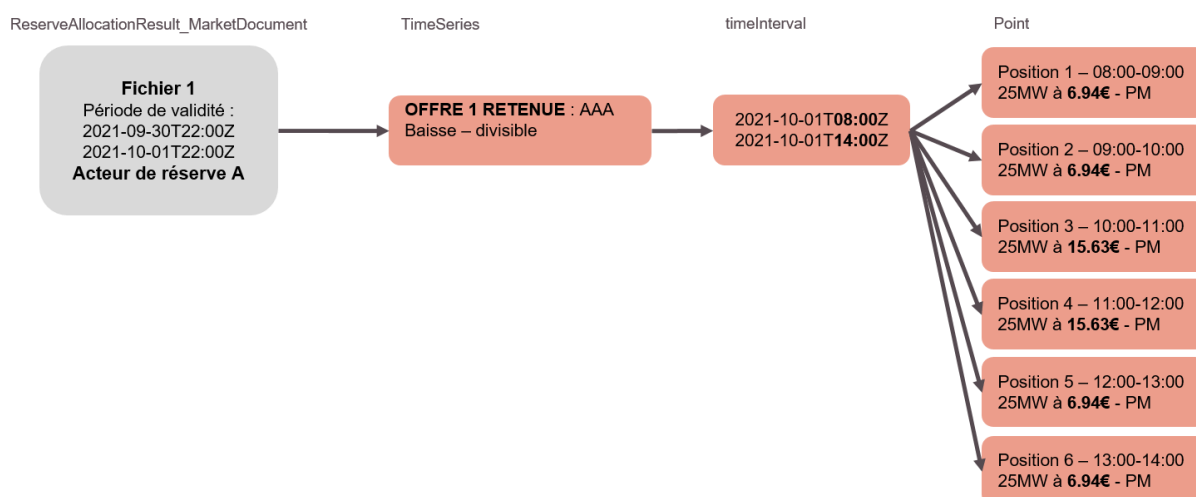 ReserveAllocationResult_MarketDocument
TimeSeries
timeInterval
Point
Fichier 1
Période de validité :
2021-09-30T22:00Z
2021-10-01T22:00Z
Acteur de réserve A
OFFRE 1 RETENUE : AAA
Baisse – divisible
2021-10-01T08:00Z
2021-10-01T14:00Z
Position 1 – 08:00-09:00
25MW à 6.94€ - PM
Position 2 – 09:00-10:00
25MW à 6.94€ - PM
Position 3 – 10:00-11:00
25MW à 15.63€ - PM
Position 4 – 11:00-12:00
25MW à 15.63€ - PM
Position 5 – 12:00-13:00
25MW à 6.94€ - PM
Position 6 – 13:00-14:00
25MW à 6.94€ - PM